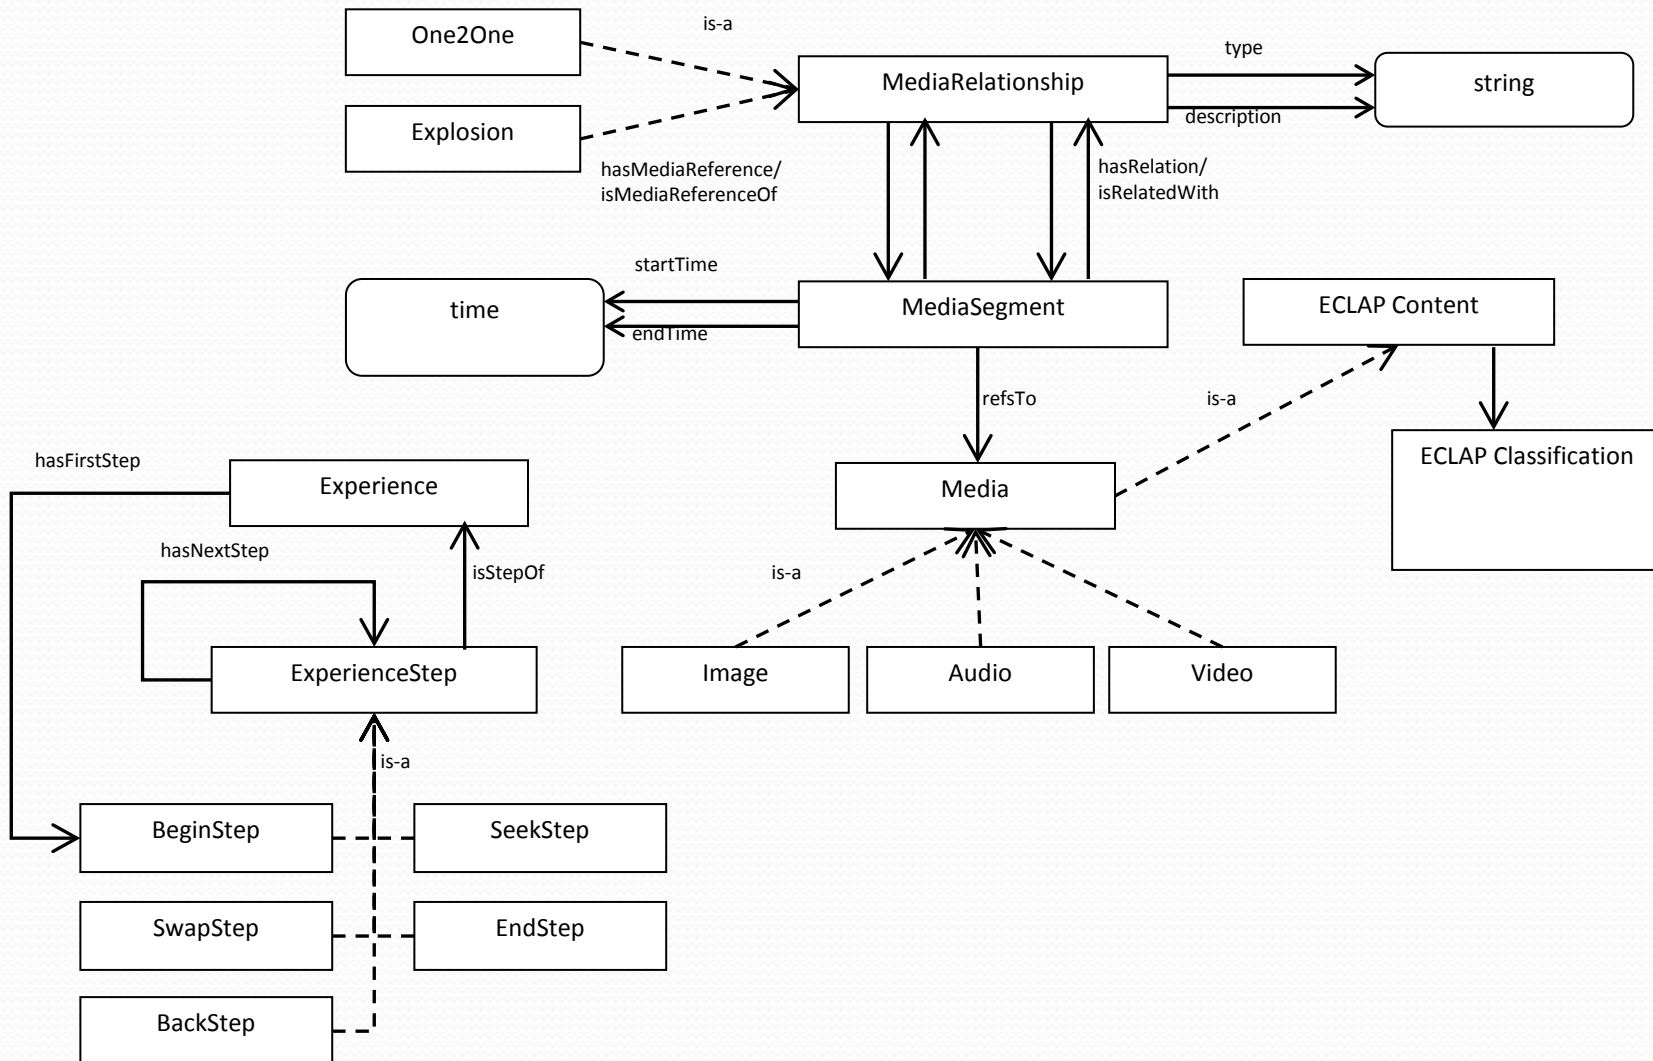 is-a
One2One
type
MediaRelationship
string
description
Explosion
hasMediaReference/
isMediaReferenceOf
hasRelation/
isRelatedWith
startTime
time
MediaSegment
ECLAP Content
endTime
refsTo
is-a
hasFirstStep
ECLAP Classification
Experience
Media
hasNextStep
isStepOf
is-a
ExperienceStep
Image
Audio
Video
is-a
BeginStep
SeekStep
SwapStep
EndStep
BackStep